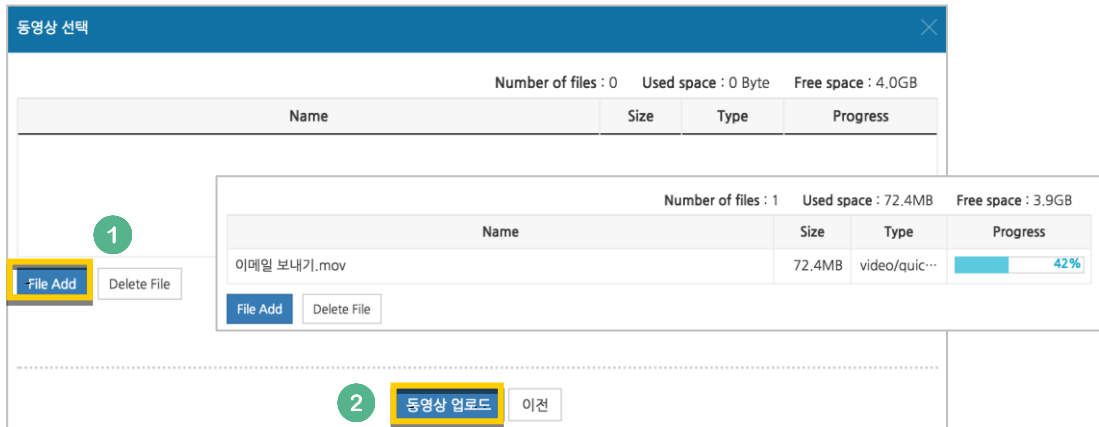 동영상 선택
Number of files : 0 Used space : 0 Byte Free space : 4.0GB
Name Size Type Progress
1
File Add Delete File
Number of files : 1 Used space : 72.4MB Free space : 3.9GB
Name Size Type Progress
이메일 보내기.mov 72.4MB video/quic··· 42%
File Add Delete File
2 동영상 업로드 이전